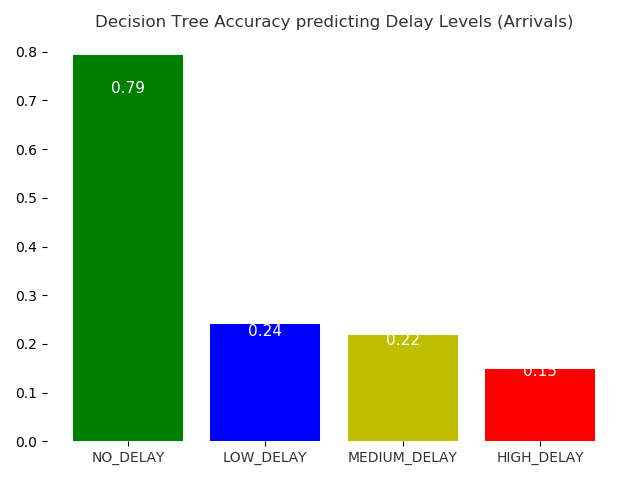 Decision Tree Accuracy predicting Delay Levels (Arrivals)
0.8
0.7
0.6
0.5
0.4
0.3
0.2
0.1
0.0
0.79
0.24
0.22
0.15
NO_DELAY
LOW_DELAY
MEDIUM_DELAY
HIGH_DELAY